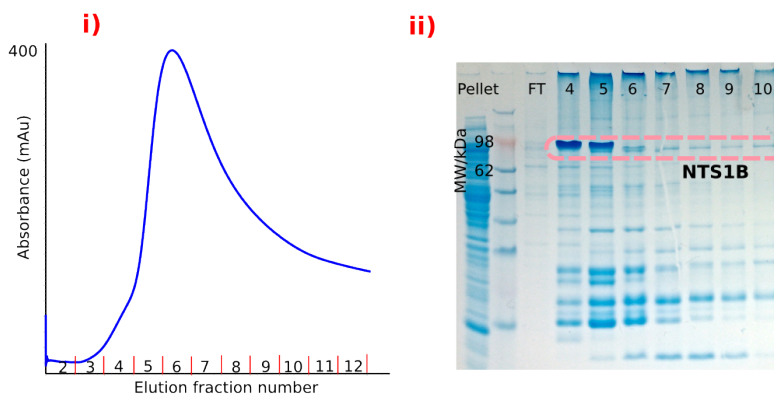 i)
400
Absorbance (mAu)
2 3 4 5 6 7 8 9 10 11 12
Elution fraction number
ii)
Pellet FT 4 5 6 7 8 9 10
MW/kDa
98
62
NTS1B